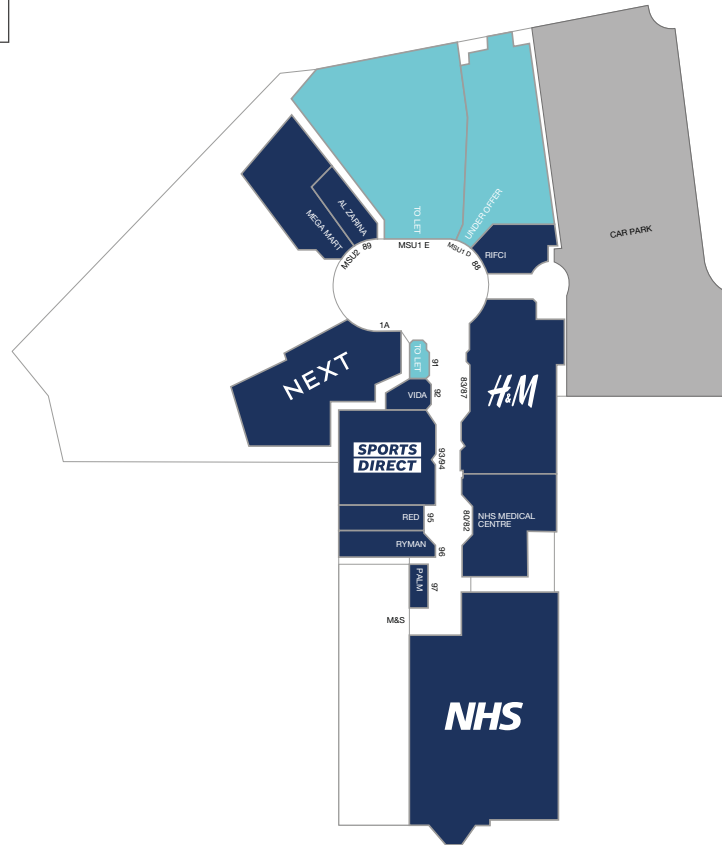 TO LET
UNDER OFFER
CAR PARK
AL ZARINA
MEGA MART
MSU2
89
MSU1 E
MSU1 D
88
RIFCI
1A
NEXT
TO LET
91
VIDA
92
83/87
H&M
SPORTS
DIRECT
93/94
RED
95
80/82
NHS MEDICAL
CENTRE
RYMAN
96
PALM
97
M&S
NHS